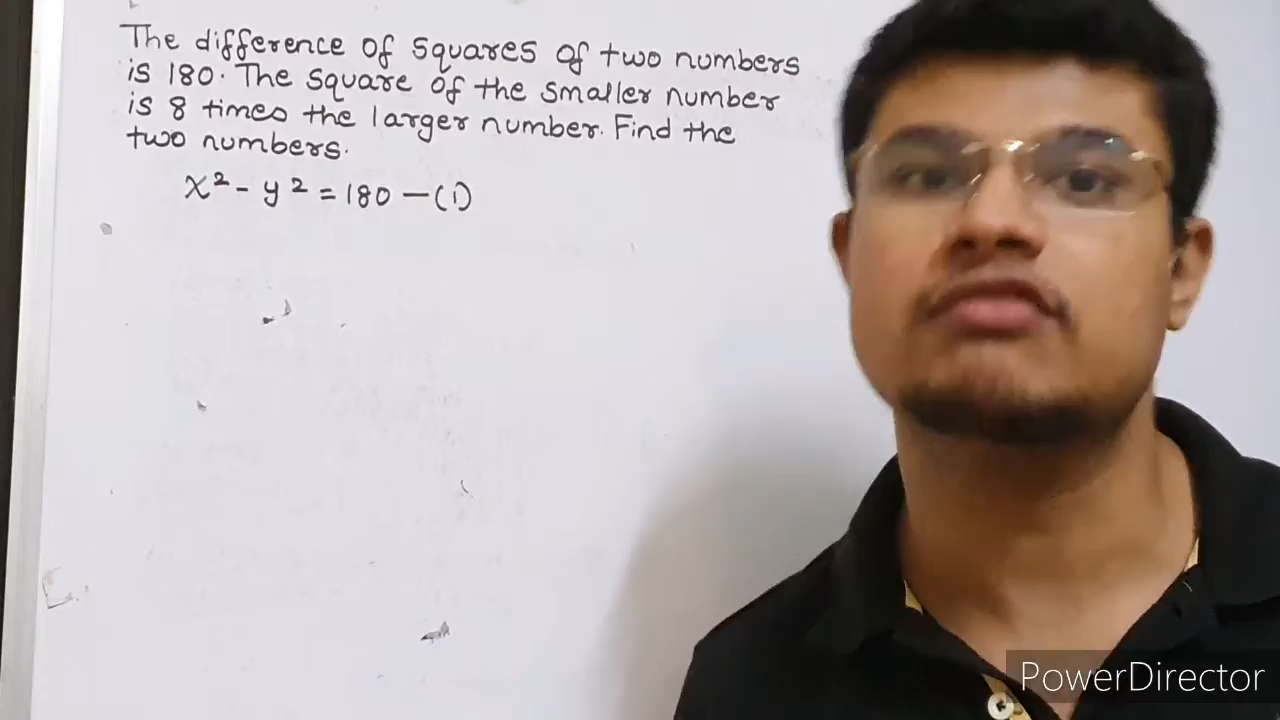 The difference of squares of two numbers
is 180. The square of the smaller number
is 8 times the larger number. Find the
two numbers.
x² - y² = 180 —(1)
PowerDirector